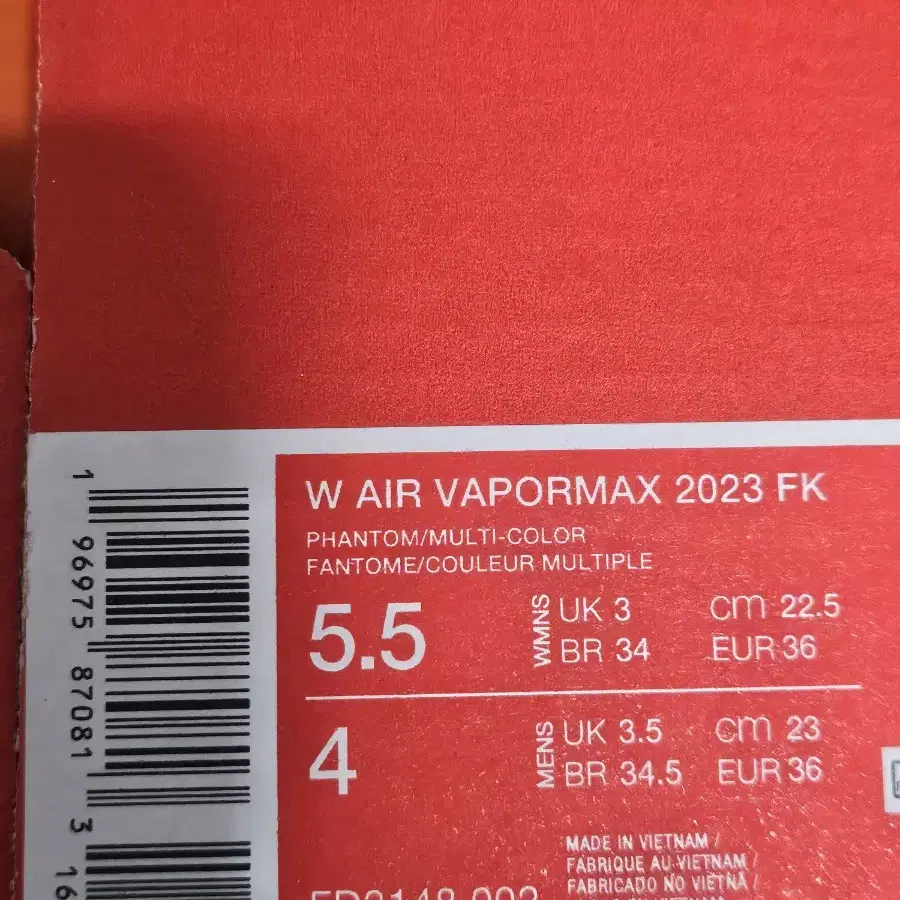 W AIR VAPORMAX 2023 FK
PHANTOM/MULTI-COLOR
FANTOME/COULEUR MULTIPLE
5.5 WMNS UK 3 CM 22.5
BR 34 EUR 36
4 MENS UK 3.5 CM 23
BR 34.5 EUR 36
MADE IN VIETNAM /
FABRIQUE AU VIETNAM /
FABRICADO NO VIETNÃ /
1 96975 87081 3